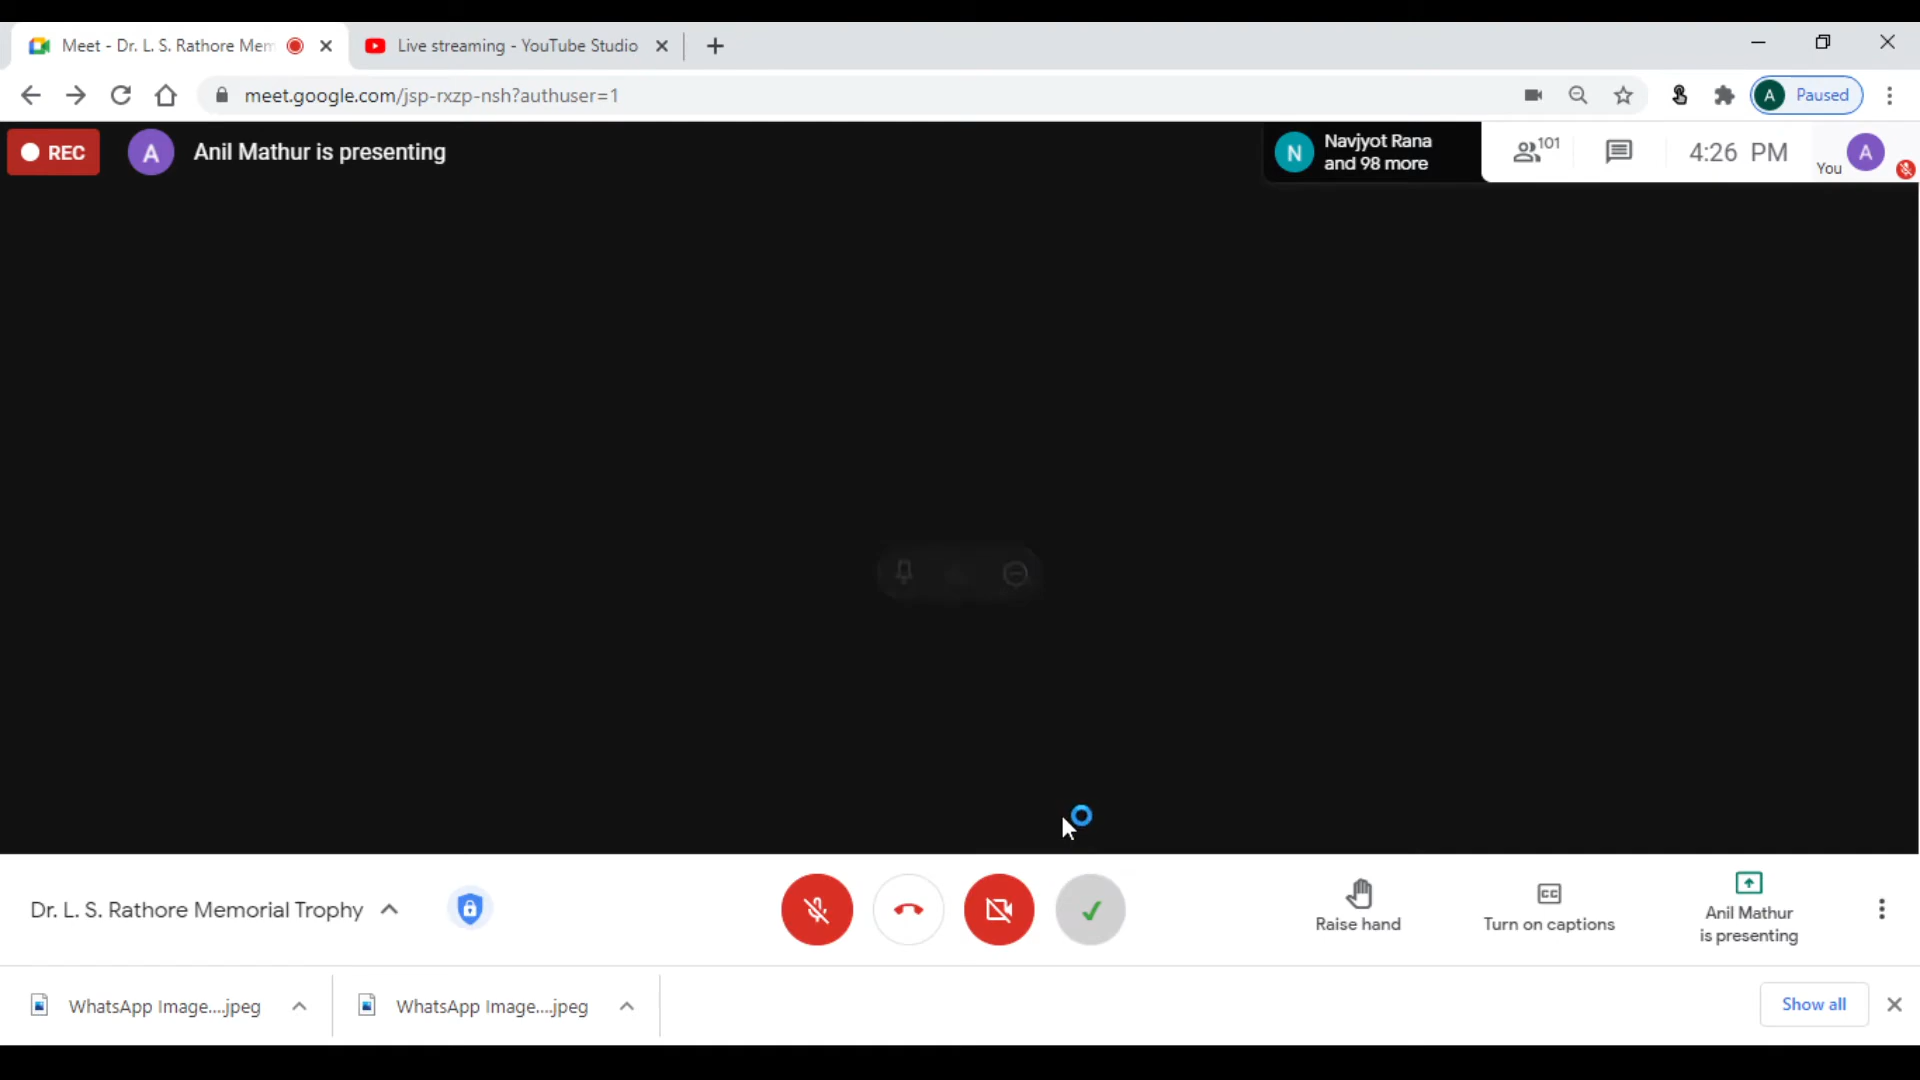 Meet - Dr. L. S. Rathore Mem
Live streaming - YouTube Studio
meet.google.com/jsp-rxzp-nsh?authuser=1
A Paused
REC
A Anil Mathur is presenting
N Navjyot Rana
and 98 more
101
4:26 PM
You A
Dr. L. S. Rathore Memorial Trophy
Raise hand
CC
Turn on captions
Anil Mathur
is presenting
WhatsApp Image....jpeg
WhatsApp Image....jpeg
Show all